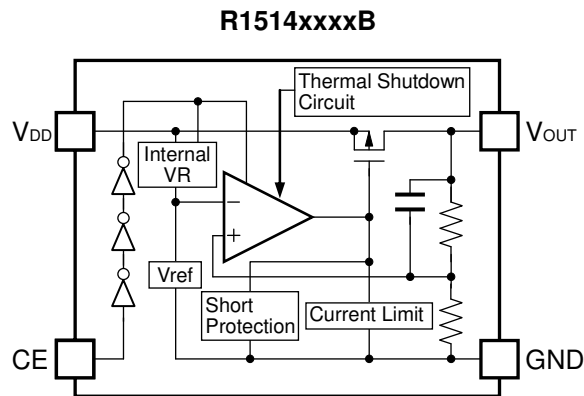 R1514xxxxB
Thermal Shutdown
Circuit
VDD
VOUT
Internal
VR
−
+
Vref
Short
Protection
Current Limit
CE
GND